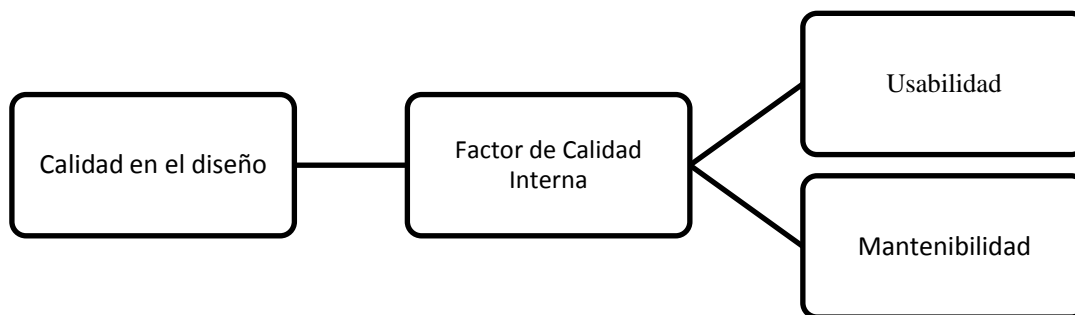 Calidad en el diseño
Factor de Calidad
Interna
Usabilidad
Mantenibilidad